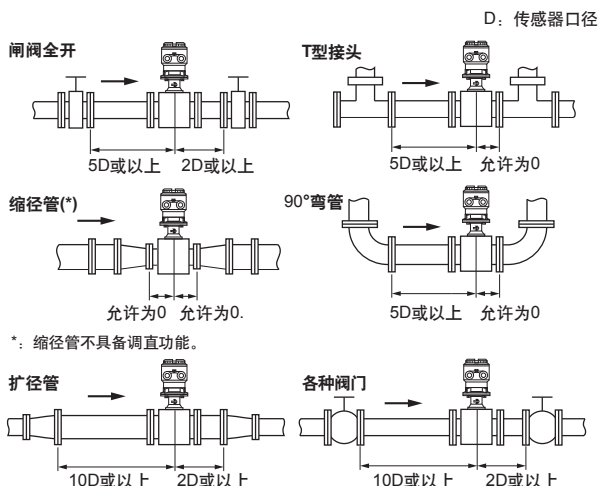 D：传感器口径
闸阀全开
5D或以上 2D或以上
T型接头
5D或以上 允许为0
缩径管(*)
允许为0 允许为0.
*：缩径管不具备调直功能。
90°弯管
5D或以上 允许为0
扩径管
10D或以上 2D或以上
各种阀门
10D或以上 2D或以上